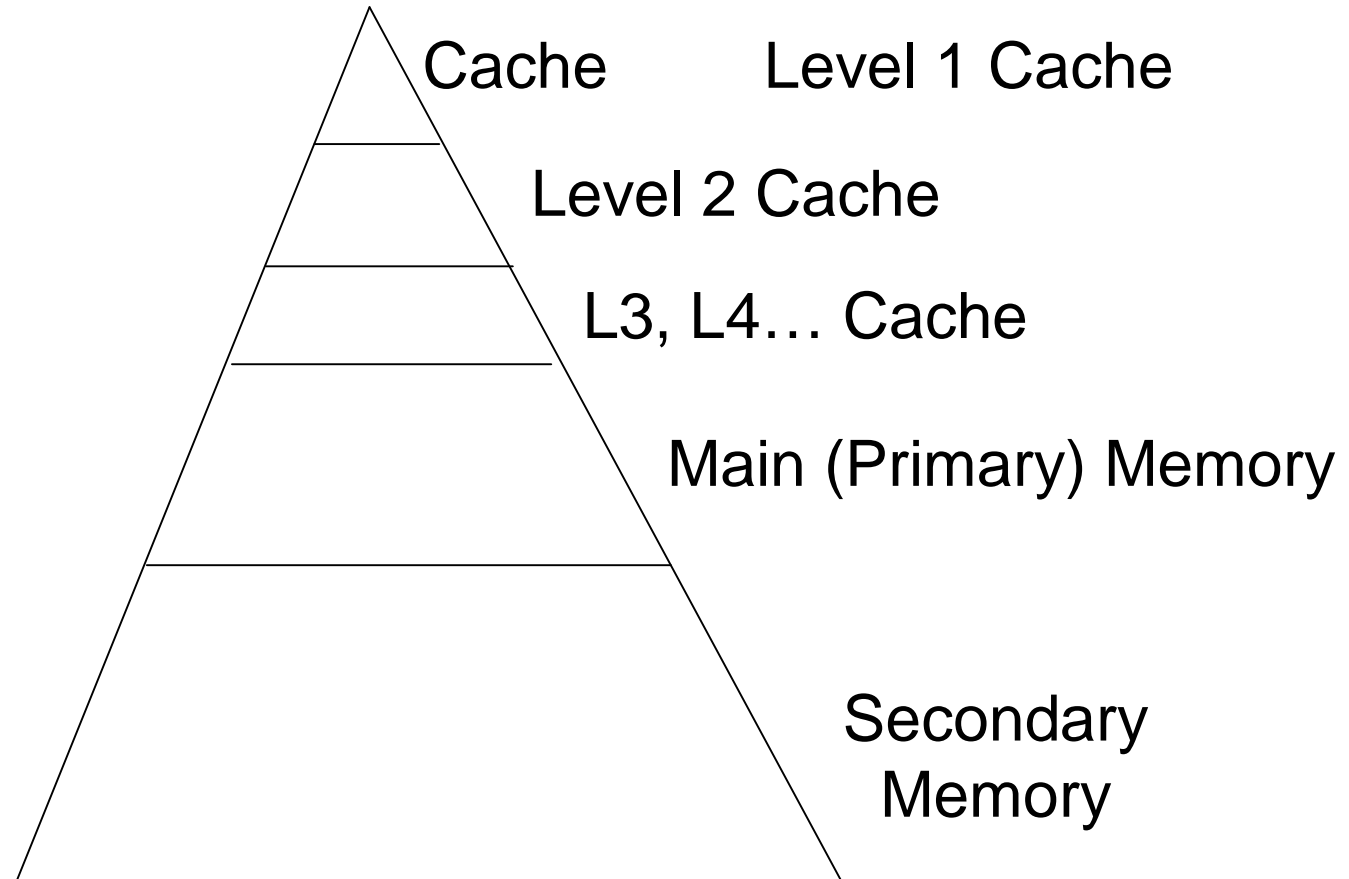 Cache Level 1 Cache
Level 2 Cache
L3, L4… Cache
Main (Primary) Memory
Secondary
Memory